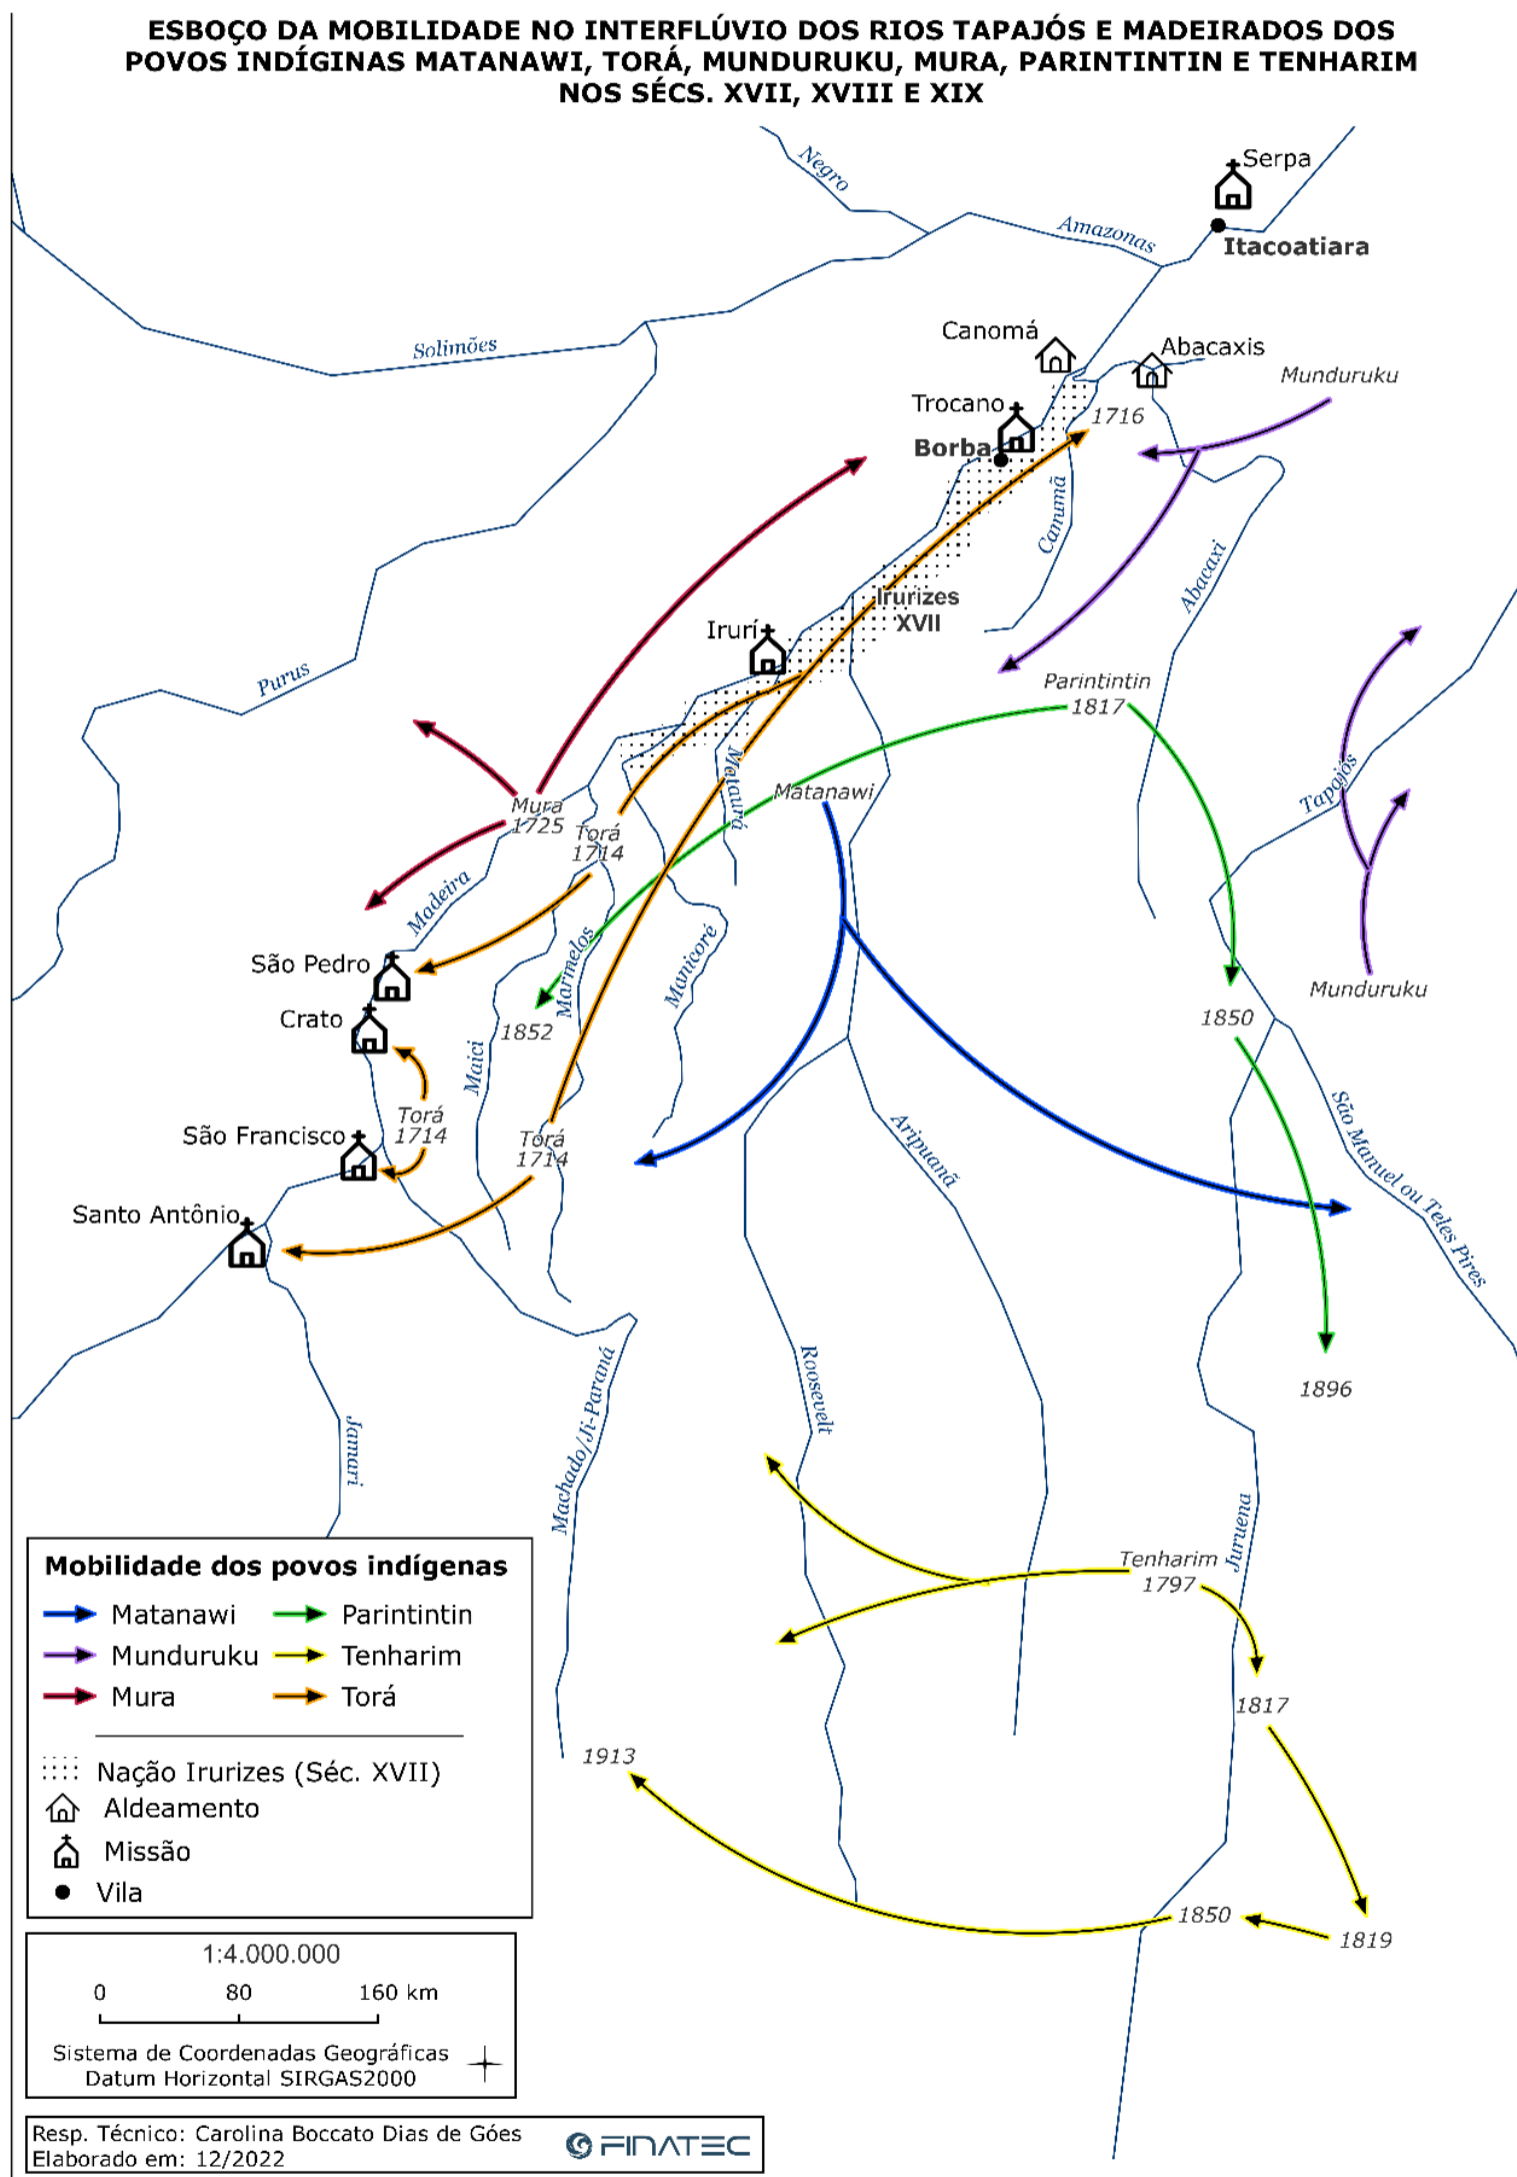 ESBOÇO DA MOBILIDADE NO INTERFLÚVIO DOS RIOS TAPAJÓS E MADEIRADOS DOS
POVOS INDÍGINAS MATANAWI, TORÁ, MUNDURUKU, MURA, PARINTINTIN E TENHARIM
NOS SÉCS. XVII, XVIII E XIX
Negro
Serpa
Amazonas
Itacoatiara
Solimões
Canomá
Abacaxis
Munduruku
Trocano
1716
Borba
Canumã
Abacaxi
Irurizes
XVII
Irurí
Purus
Parintintin
1817
Metaurá
Tapajós
Matanawi
Mura
1725
Torá
1714
Madeira
São Pedro
Marmelos
Manicoré
Munduruku
Crato
1852
1850
Maici
Torá
1714
São Francisco
Torá
1714
Aripuanã
São Manuel ou Teles Pires
Santo Antônio
Machado/Ji-Paraná
Roosevelt
1896
Jamari
Juruena
Tenharim
1797
1817
1913
1850
1819
Mobilidade dos povos indígenas
Matanawi
Parintintin
Munduruku
Tenharim
Mura
Torá
Nação Irurizes (Séc. XVII)
Aldeamento
Missão
Vila
1:4.000.000
0 80 160 km
Sistema de Coordenadas Geográficas
Datum Horizontal SIRGAS2000
Resp. Técnico: Carolina Boccato Dias de Góes
Elaborado em: 12/2022
FINATEC